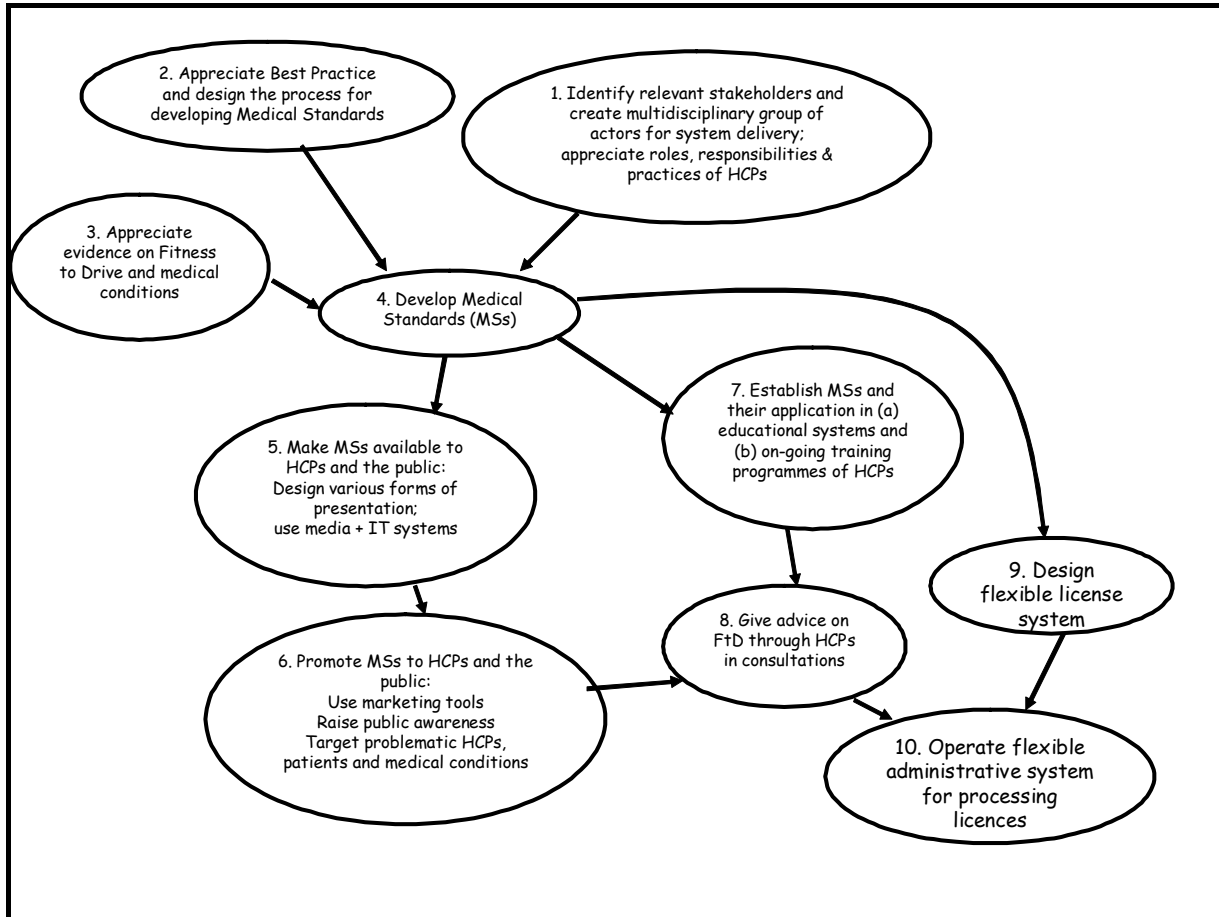 2. Appreciate Best Practice
and design the process for
developing Medical Standards
1. Identify relevant stakeholders and
create multidisciplinary group of
actors for system delivery;
appreciate roles, responsibilities &
practices of HCPs
3. Appreciate
evidence on Fitness
to Drive and medical
conditions
4. Develop Medical
Standards (MSs)
7. Establish MSs and
their application in (a)
educational systems and
(b) on-going training
programmes of HCPs
5. Make MSs available to
HCPs and the public:
Design various forms of
presentation;
use media + IT systems
9. Design
flexible license
system
8. Give advice on
FtD through HCPs
in consultations
6. Promote MSs to HCPs and the
public:
Use marketing tools
Raise public awareness
Target problematic HCPs,
patients and medical conditions
10. Operate flexible
administrative system
for processing
licences